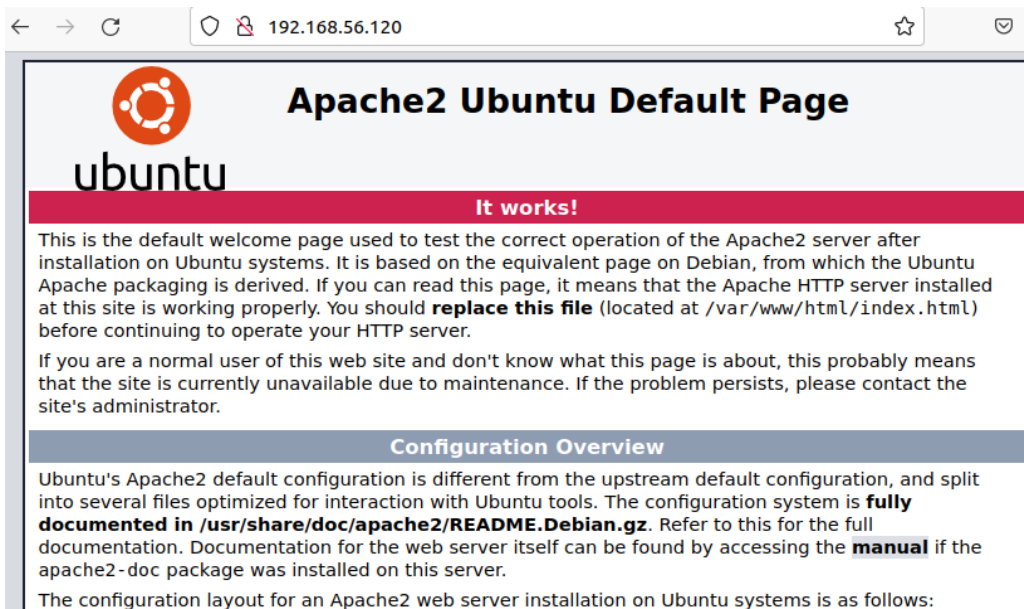 192.168.56.120
Apache2 Ubuntu Default Page
ubuntu
It works!
This is the default welcome page used to test the correct operation of the Apache2 server after
installation on Ubuntu systems. It is based on the equivalent page on Debian, from which the Ubuntu
Apache packaging is derived. If you can read this page, it means that the Apache HTTP server installed
at this site is working properly. You should replace this file (located at /var/www/html/index.html)
before continuing to operate your HTTP server.
If you are a normal user of this web site and don't know what this page is about, this probably means
that the site is currently unavailable due to maintenance. If the problem persists, please contact the
site's administrator.
Configuration Overview
Ubuntu's Apache2 default configuration is different from the upstream default configuration, and split
into several files optimized for interaction with Ubuntu tools. The configuration system is fully
documented in /usr/share/doc/apache2/README.Debian.gz. Refer to this for the full
documentation. Documentation for the web server itself can be found by accessing the manual if the
apache2-doc package was installed on this server.
The configuration layout for an Apache2 web server installation on Ubuntu systems is as follows: